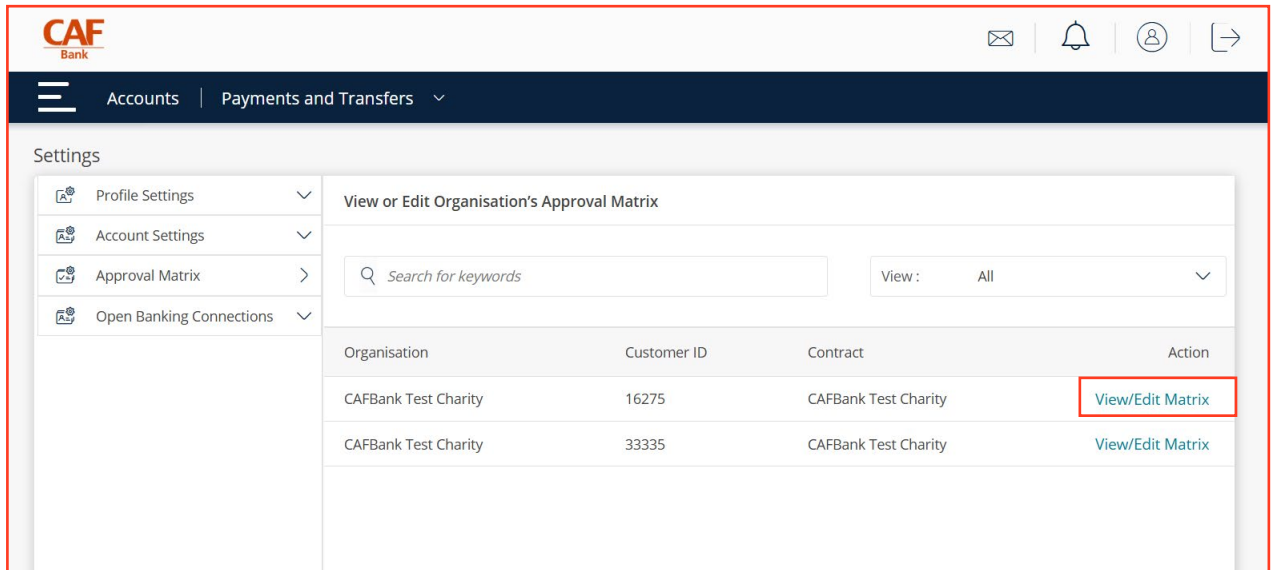 CAF
Bank
Accounts | Payments and Transfers
Settings
Profile Settings
Account Settings
Approval Matrix
Open Banking Connections
View or Edit Organisation's Approval Matrix
Search for keywords
View : All
Organisation Customer ID Contract Action
CAFBank Test Charity 16275 CAFBank Test Charity View/Edit Matrix
CAFBank Test Charity 33335 CAFBank Test Charity View/Edit Matrix